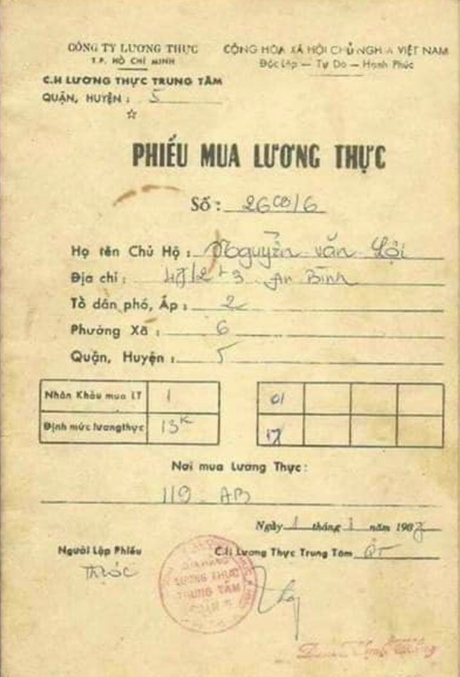 CÔNG TY LƯƠNG THỰC
T.P. HỒ CHÍ MINH
C.H LƯƠNG THỰC TRUNG TÂM
QUẬN, HUYỆN : 5
CỘNG HÒA XÃ HỘI CHỦ NGHĨA VIỆT NAM
Độc Lập — Tự Do — Hạnh Phúc
PHIẾU MUA LƯƠNG THỰC
Số :
Họ tên Chủ Hộ : Nguyễn Văn Lợi
Địa chỉ : An Bình
Tổ dân phố, Ấp : 2
Phường Xã : 6
Quận, Huyện : 5
Nhân Khẩu mua LT 1 01
Định mức lươngthực 13K
Nơi mua Lương Thực :
119 - AB
Ngày 1 tháng 1 năm 198
Người Lập Phiếu
C.H Lương Thực Trung Tâm
CỬA HÀNG
LƯƠNG THỰC
TRUNG TÂM